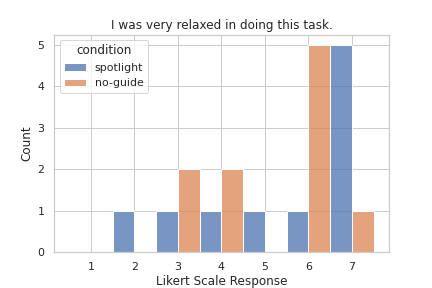 I was very relaxed in doing this task.
condition
spotlight
no-guide
5
4
3
2
1
0
Count
1 2 3 4 5 6 7
Likert Scale Response